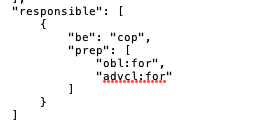 ],
"responsible": [
{
"be": "cop",
"prep": [
"obl:for",
"advcl:for"
]
}
]